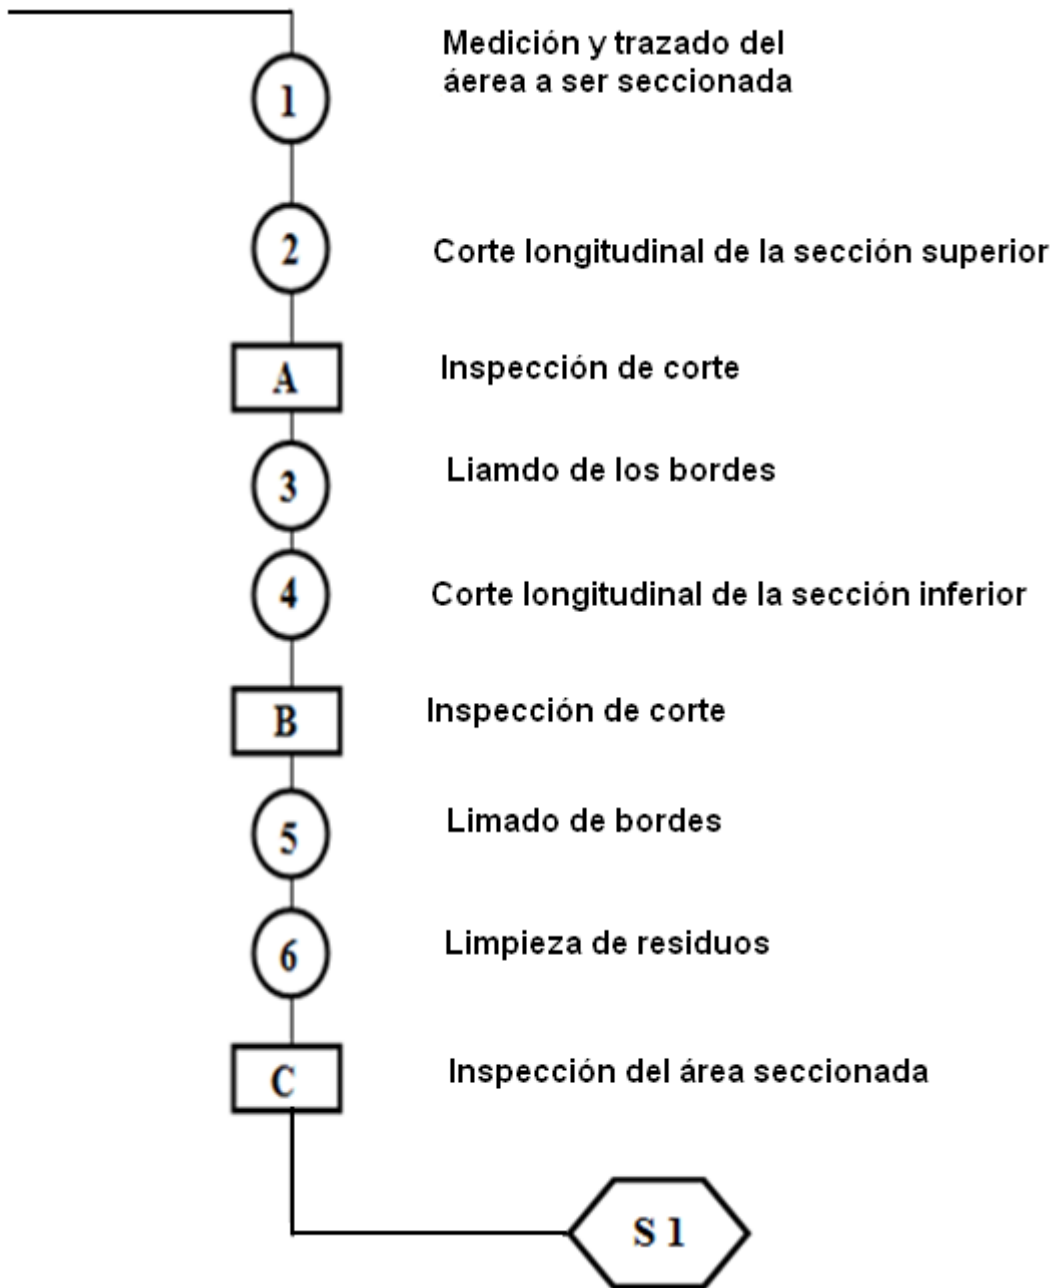 Medición y trazado del
áerea a ser seccionada
1
2
Corte longitudinal de la sección superior
A
Inspección de corte
3
Liamdo de los bordes
4
Corte longitudinal de la sección inferior
B
Inspección de corte
5
Limado de bordes
6
Limpieza de residuos
C
Inspección del área seccionada
S 1